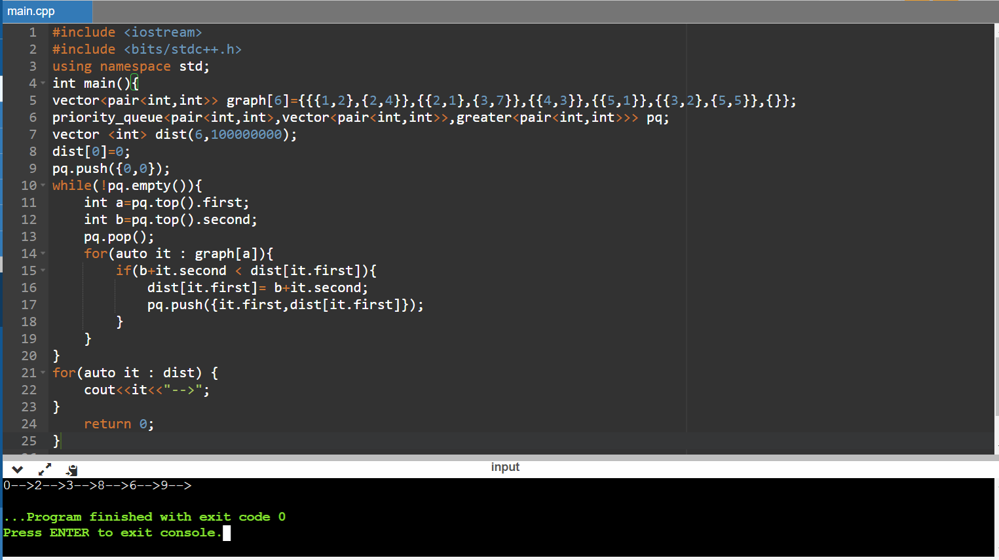 main.cpp
1 #include <iostream>
2 #include <bits/stdc++.h>
3 using namespace std;
4 int main(){
5 vector<pair<int,int>> graph[6]={{{1,2},{2,4}},{{2,1},{3,7}},{{4,3}},{{5,1}},{{3,2},{5,5}},{}};
6 priority_queue<pair<int,int>,vector<pair<int,int>>,greater<pair<int,int>>> pq;
7 vector <int> dist(6,100000000);
8 dist[0]=0;
9 pq.push({0,0});
10 while(!pq.empty()){
11     int a=pq.top().first;
12     int b=pq.top().second;
13     pq.pop();
14     for(auto it : graph[a]){
15         if(b+it.second < dist[it.first]){
16             dist[it.first]= b+it.second;
17             pq.push({it.first,dist[it.first]});
18         }
19     }
20 }
21 for(auto it : dist) {
22     cout<<it<<"-->";
23 }
24     return 0;
25 }
input
0-->2-->3-->8-->6-->9-->
...Program finished with exit code 0
Press ENTER to exit console.